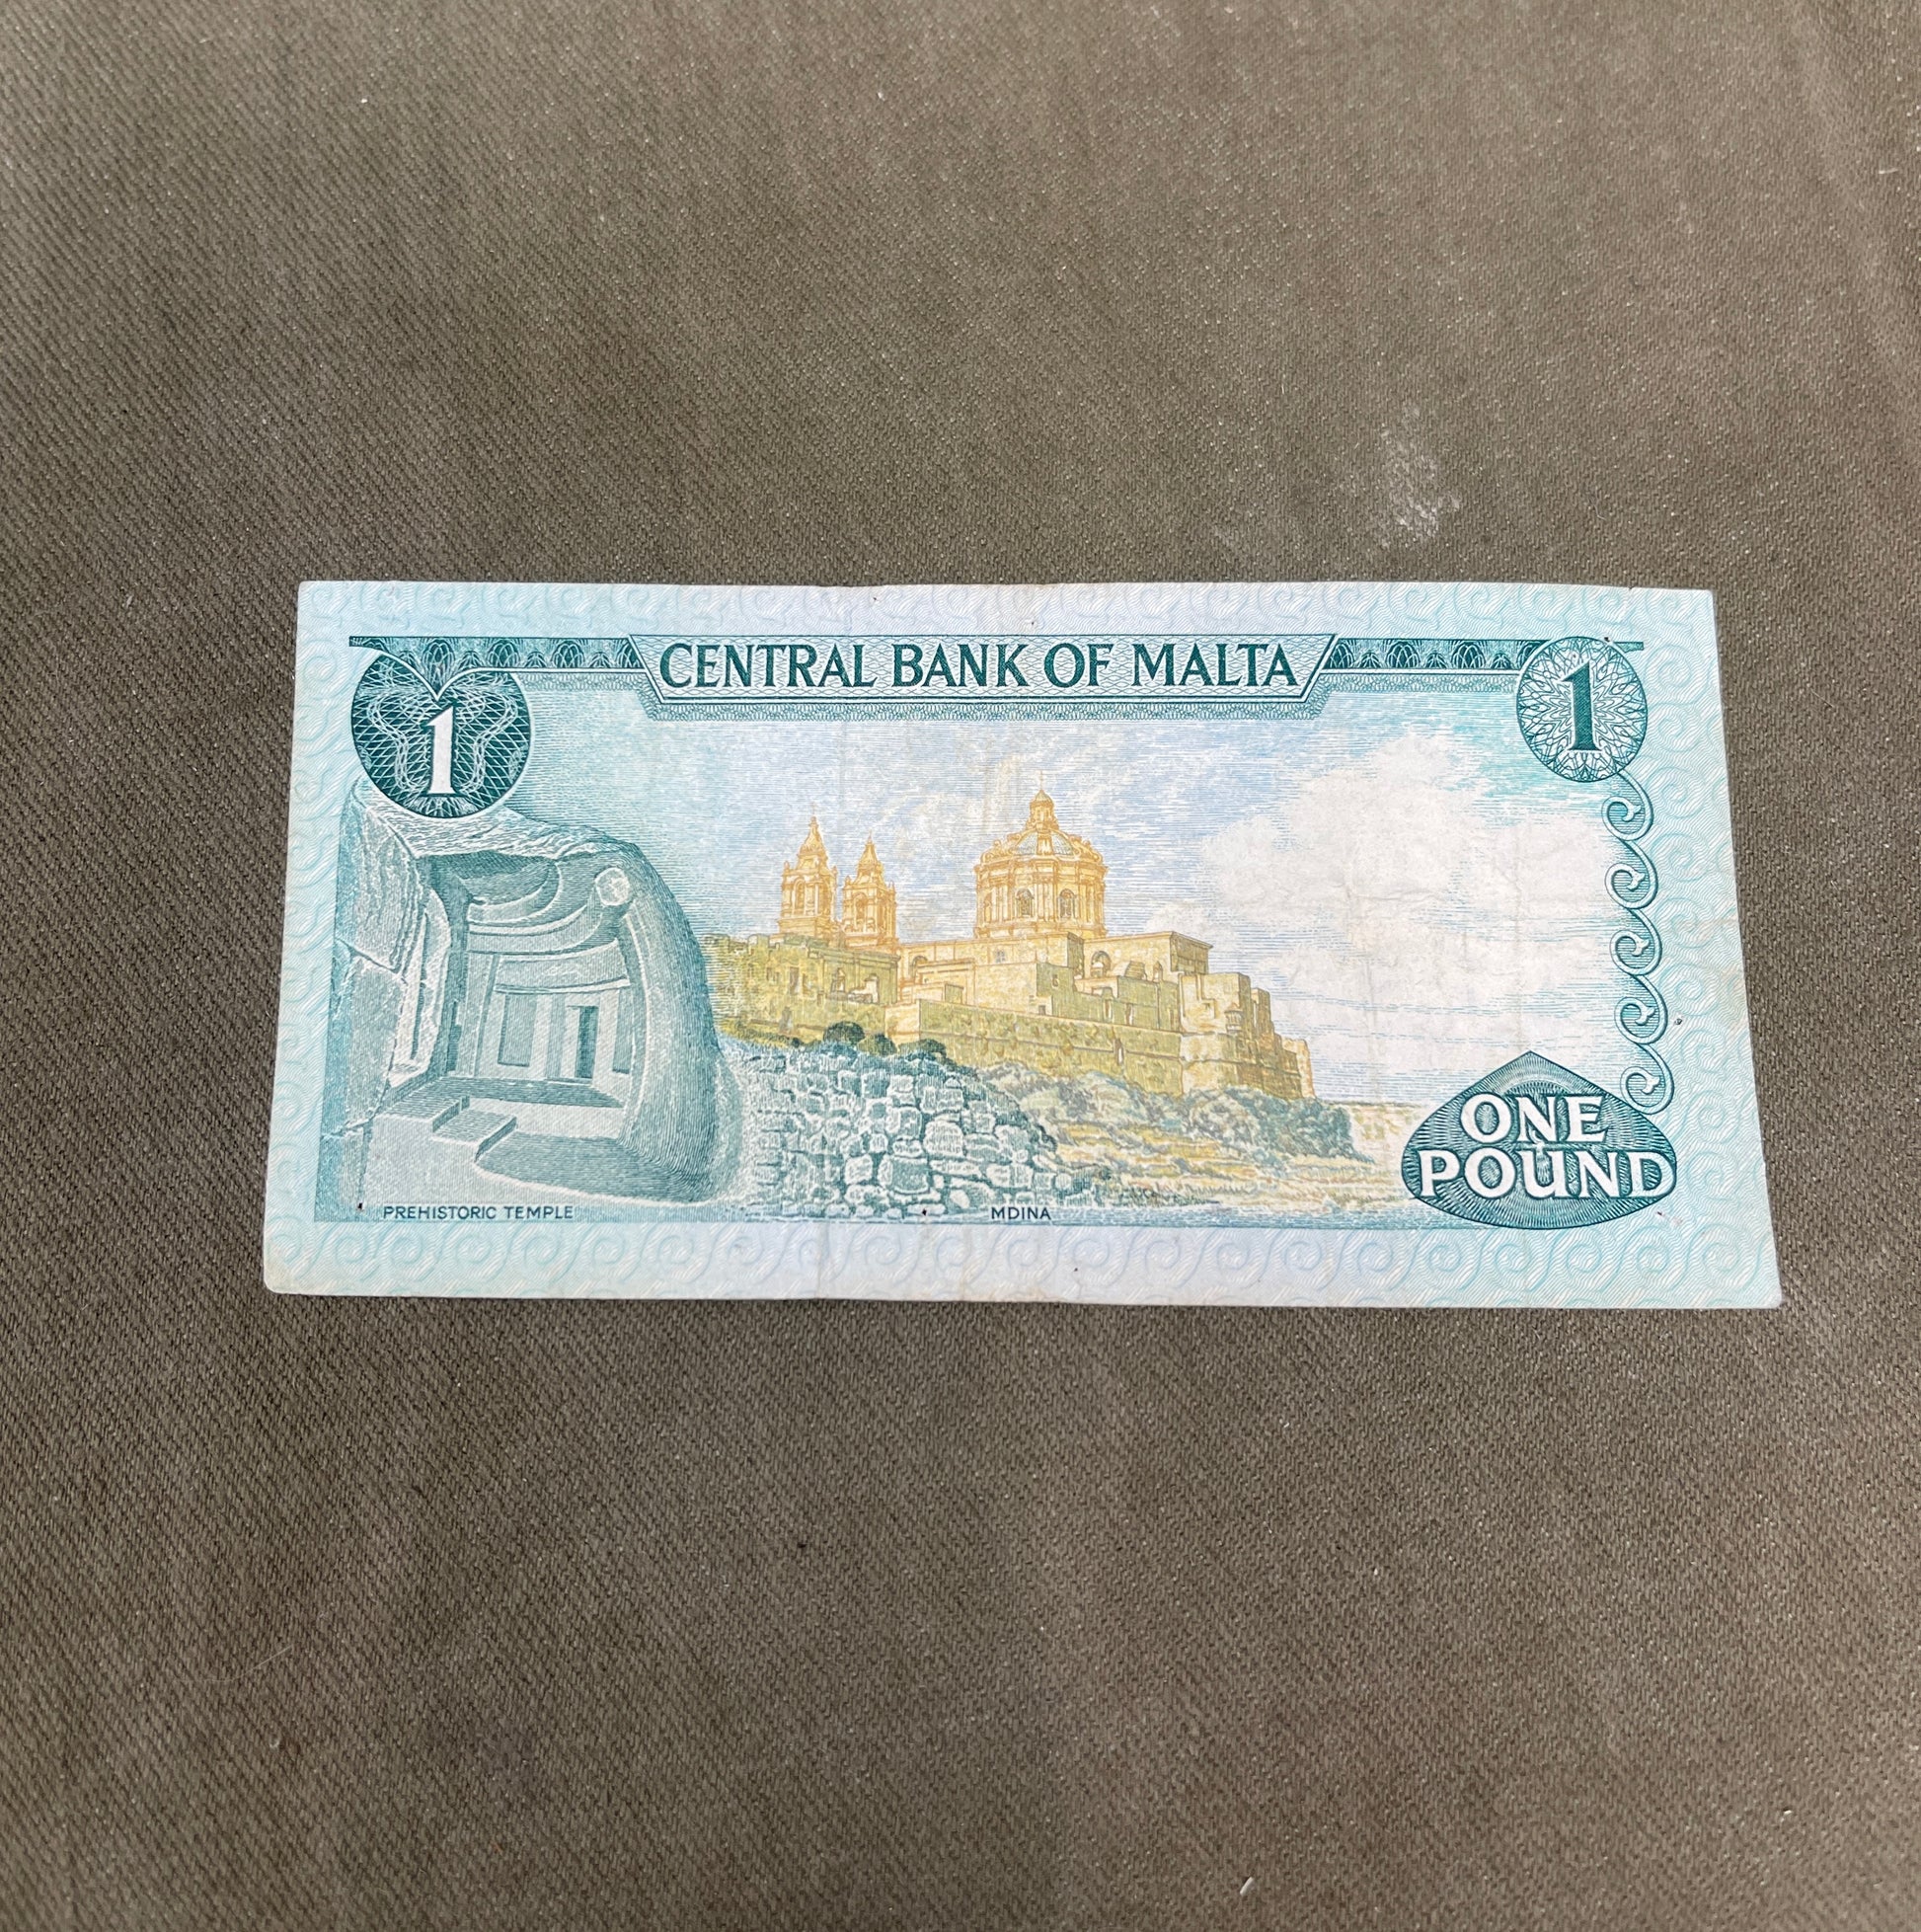 CENTRAL BANK OF MALTA
1
1
ONE
POUND
PREHISTORIC TEMPLE
MDINA